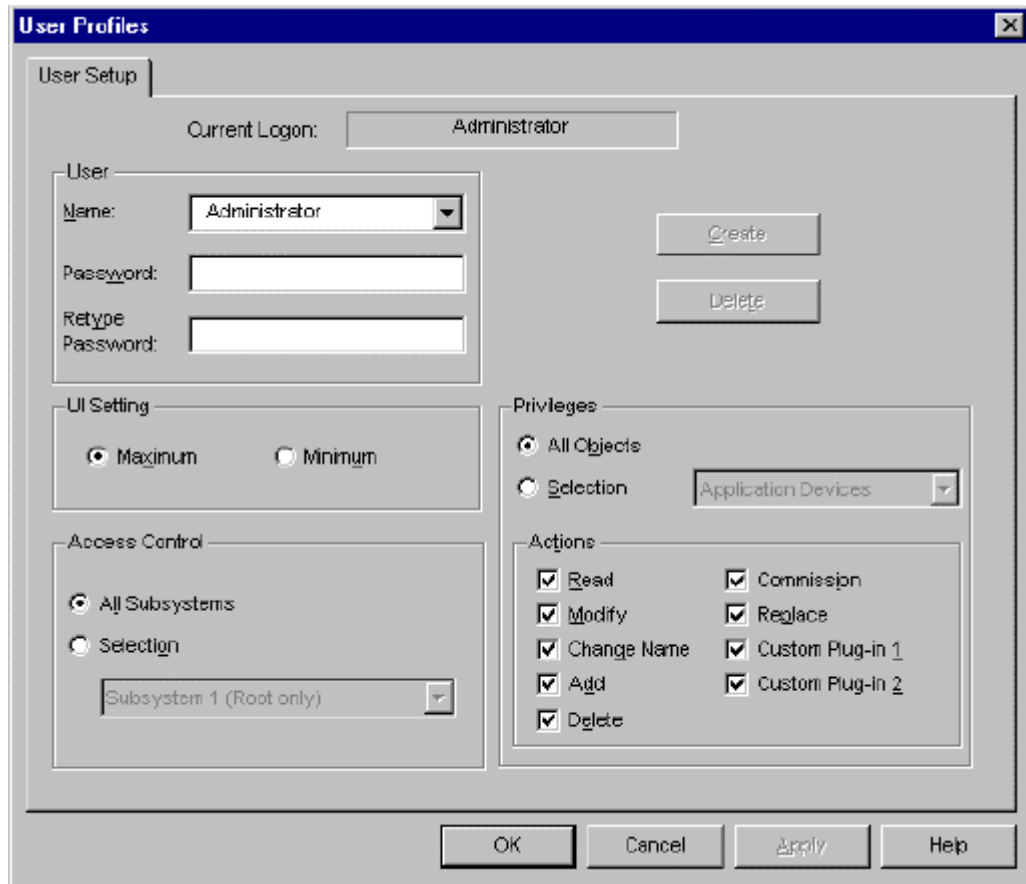 User Profiles
User Setup
Current Logon: Administrator
User
Name: Administrator
Password:
Retype
Password:
Create
Delete
UI Setting
Maximum Minimum
Access Control
All Subsystems
Selection
Subsystem 1 (Root only)
Privileges
All Objects
Selection Application Devices
Actions
Read Commission
Modify Replace
Change Name Custom Plug-in 1
Add Custom Plug-in 2
Delete
OK Cancel Apply Help